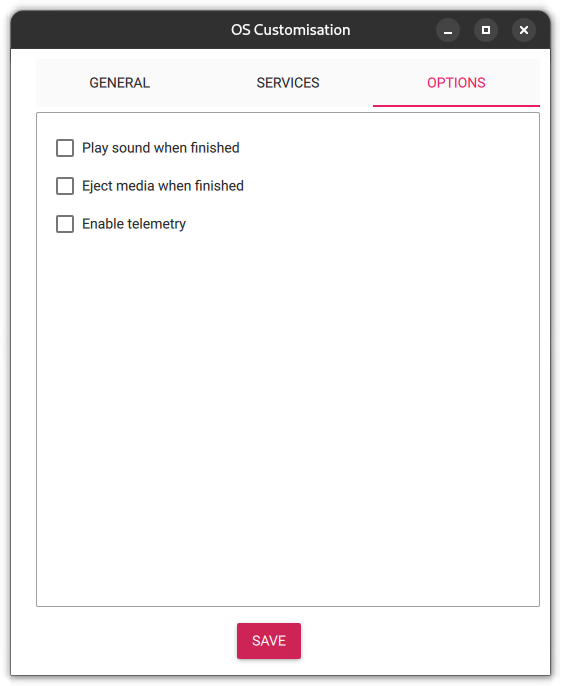 OS Customisation
GENERAL SERVICES OPTIONS
Play sound when finished
Eject media when finished
Enable telemetry
SAVE